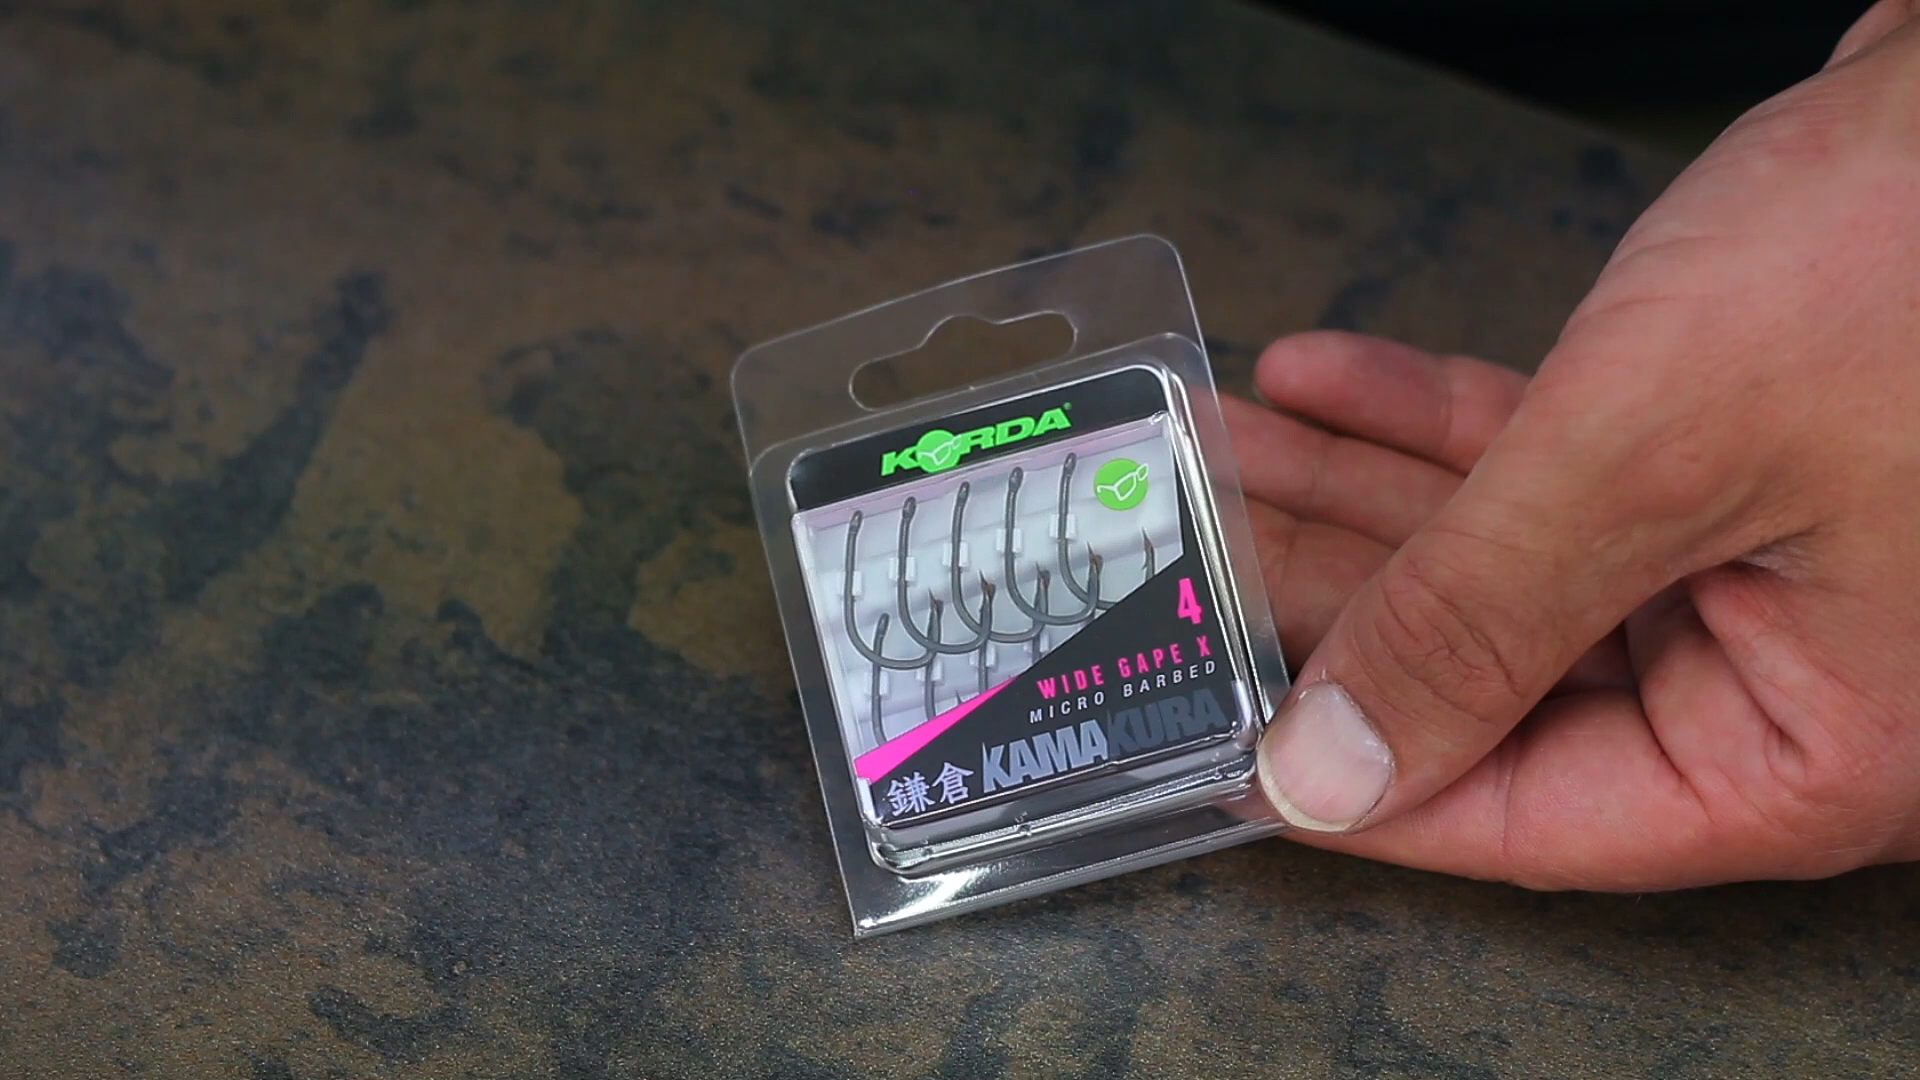 KORDA®
4
WIDE GAPE X
MICRO BARBED
鎌倉 KAMAKURA